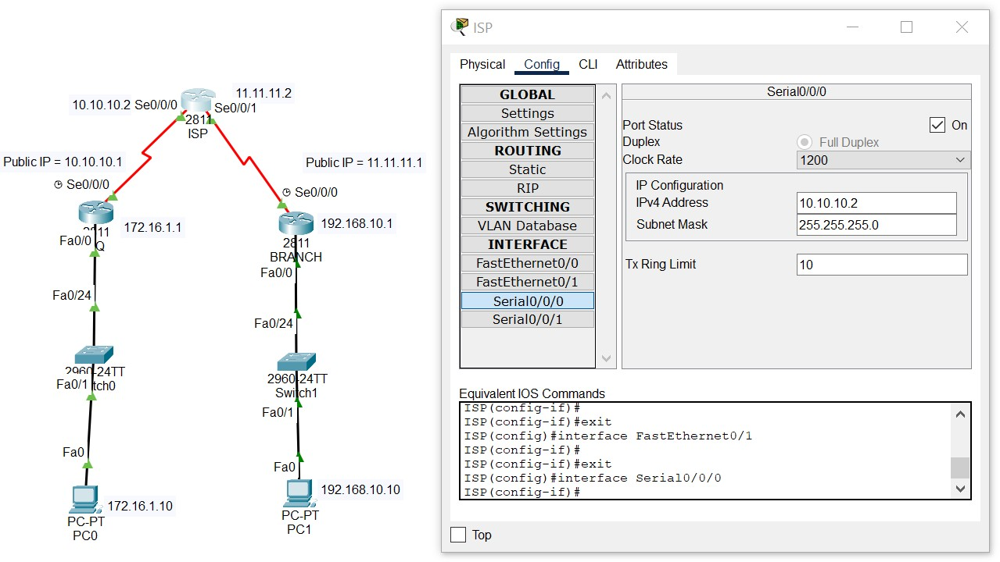 11.11.11.2
10.10.10.2 Se0/0/0
Se0/0/1
2811
ISP
Public IP = 10.10.10.1
Public IP = 11.11.11.1
Se0/0/0
Se0/0/0
172.16.1.1
192.168.10.1
2811
BRANCH
Fa0/0
Q
Fa0/0
Fa0/24
Fa0/24
2960-24TT
Fa0/1
tch0
2960-24TT
Switch1
Fa0/1
Fa0
Fa0
192.168.10.10
172.16.1.10
PC-PT
PC0
PC-PT
PC1
ISP
Physical Config CLI Attributes
GLOBAL
Settings
Algorithm Settings
ROUTING
Static
RIP
SWITCHING
VLAN Database
INTERFACE
FastEthernet0/0
FastEthernet0/1
Serial0/0/0
Serial0/0/1
Serial0/0/0
Port Status On
Duplex Full Duplex
Clock Rate 1200
IP Configuration
IPv4 Address 10.10.10.2
Subnet Mask 255.255.255.0
Tx Ring Limit 10
Equivalent IOS Commands
ISP(config-if)#
ISP(config-if)#exit
ISP(config)#interface FastEthernet0/1
ISP(config-if)#
ISP(config-if)#exit
ISP(config)#interface Serial0/0/0
ISP(config-if)#
Top